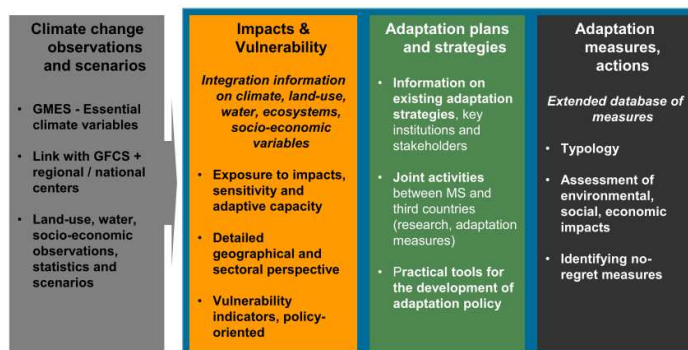 Climate change
observations
and scenarios
• GMES - Essential
climate variables
• Link with GFCS +
regional / national
centers
• Land-use, water,
socio-economic
observations,
statistics and
scenarios
Impacts &
Vulnerability
Integration information
on climate, land-use,
water, ecosystems,
socio-economic
variables
• Exposure to impacts,
sensitivity and
adaptive capacity
• Detailed
geographical and
sectoral perspective
• Vulnerability
indicators, policy-
oriented
Adaptation plans
and strategies
• Information on
existing adaptation
strategies, key
institutions and
stakeholders
• Joint activities
between MS and
third countries
(research, adaptation
measures)
• Practical tools for
the development of
adaptation policy
Adaptation
measures,
actions
Extended database of
measures
• Typology
• Assessment of
environmental,
social, economic
impacts
• Identifying no-
regret measures